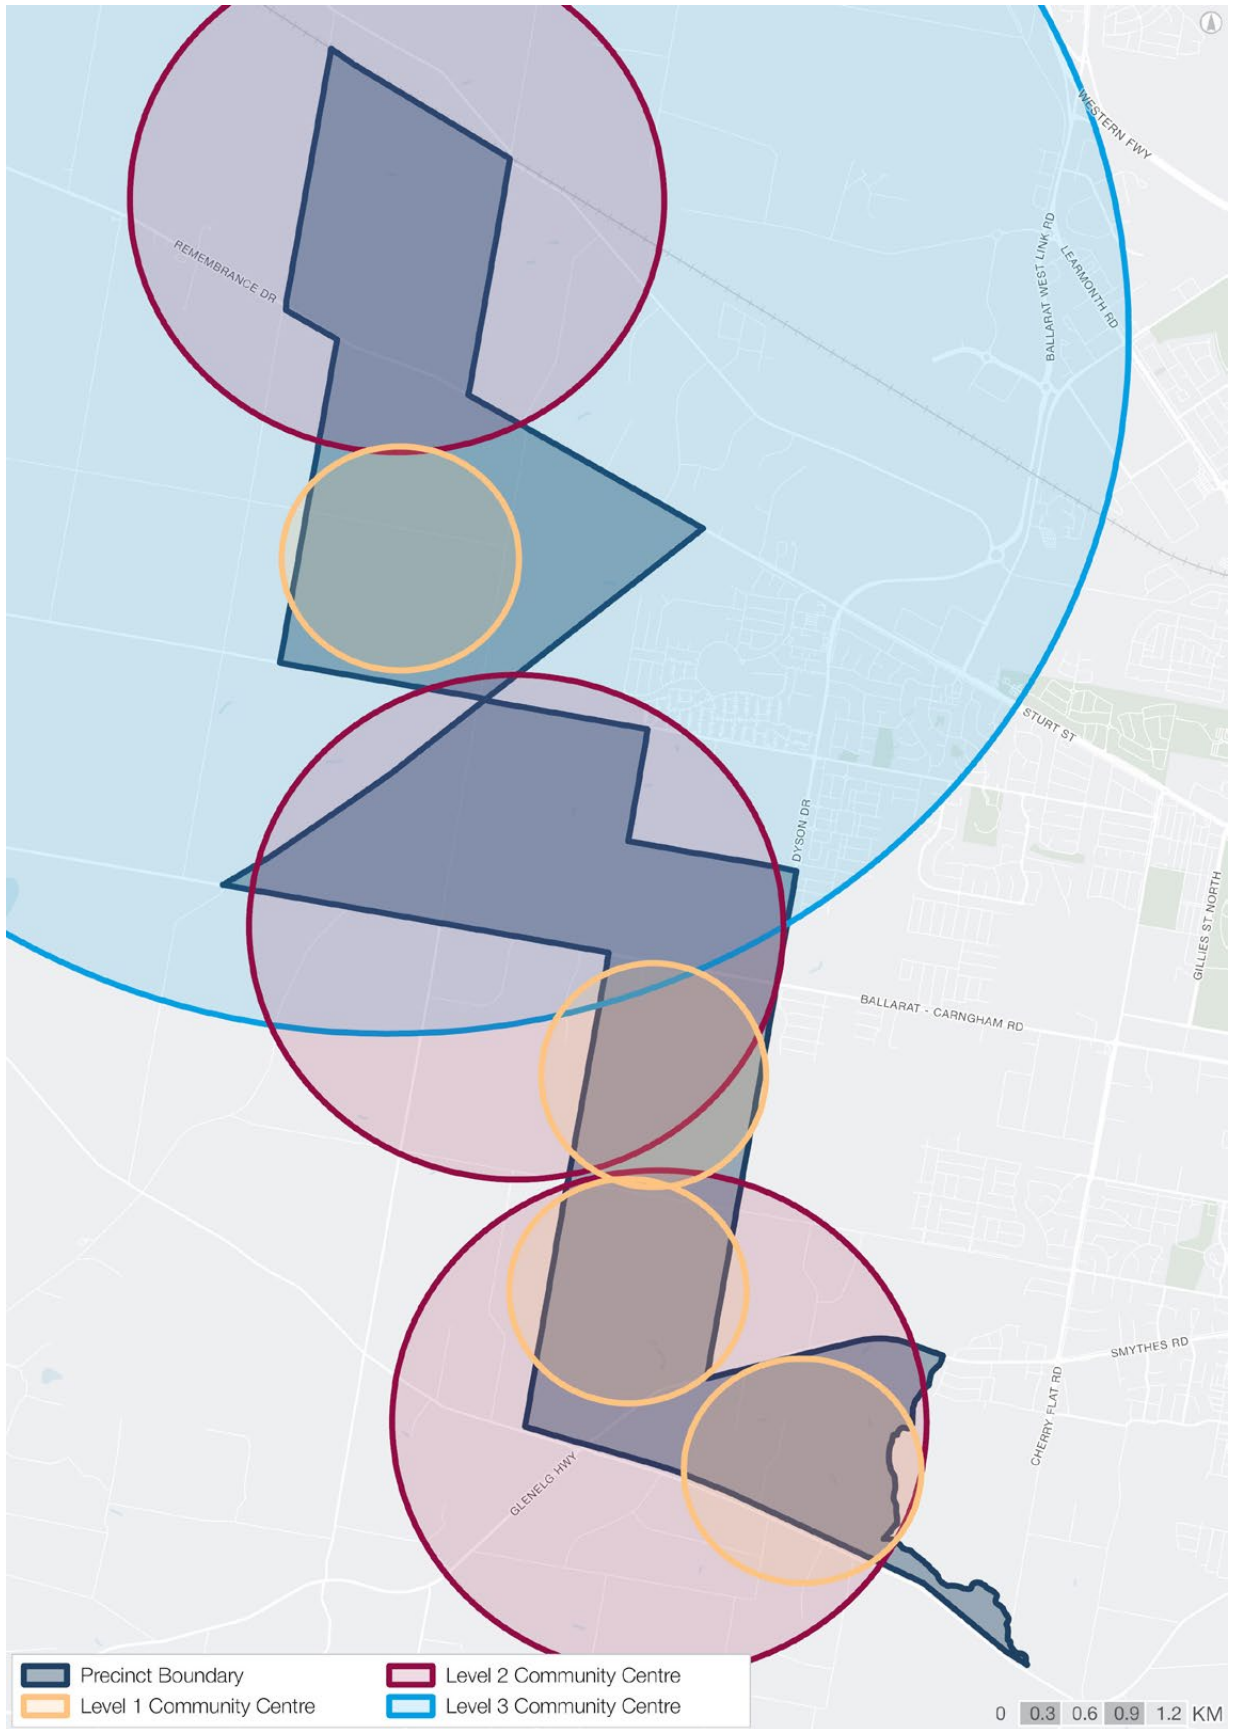 WESTERN FWY
BALLARAT WEST LINK RD
LEARMONTH RD
REMEMBRANCE DR
STURT ST
DYSON DR
GILLIES ST NORTH
BALLARAT - CARNGHAM RD
SMYTHES RD
CHERRY FLAT RD
GLENELG HWY
Precinct Boundary
Level 2 Community Centre
Level 1 Community Centre
Level 3 Community Centre
0 0.3 0.6 0.9 1.2 KM